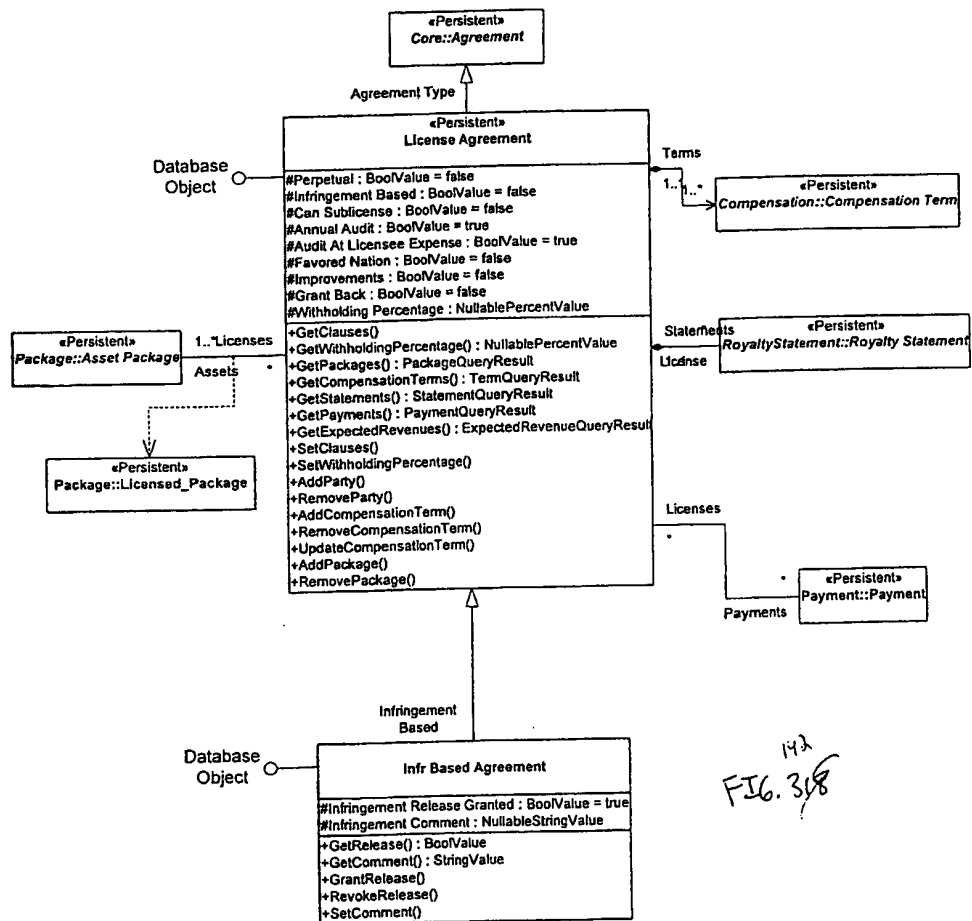 «Persistent»
Core::Agreement
Agreement Type
«Persistent»
License Agreement
Database
Object
#Perpetual : BoolValue = false
#Infringement Based : BoolValue = false
#Can Sublicense : BoolValue = false
#Annual Audit : BoolValue = true
#Audit At Licensee Expense : BoolValue = true
#Favored Nation : BoolValue = false
#Improvements : BoolValue = false
#Grant Back : BoolValue = false
#Withholding Percentage : NullablePercentValue
Terms
1..*
1..*
«Persistent»
Compensation::Compensation Term
+GetClauses()
+GetWithholdingPercentage() : NullablePercentValue
+GetPackages() : PackageQueryResult
+GetCompensationTerms() : TermQueryResult
+GetStatements() : StatementQueryResult
+GetPayments() : PaymentQueryResult
+GetExpectedRevenues() : ExpectedRevenueQueryResult
+SetClauses()
+SetWithholdingPercentage()
+AddParty()
+RemoveParty()
+AddCompensationTerm()
+RemoveCompensationTerm()
+UpdateCompensationTerm()
+AddPackage()
+RemovePackage()
«Persistent»
Package::Asset Package
1..*
Licenses
Assets
*
«Persistent»
Package::Licensed_Package
Statements
License
«Persistent»
RoyaltyStatement::Royalty Statement
Licenses
*
*
Payments
«Persistent»
Payment::Payment
Infringement
Based
Database
Object
Infr Based Agreement
#Infringement Release Granted : BoolValue = true
#Infringement Comment : NullableStringValue
+GetRelease() : BoolValue
+GetComment() : StringValue
+GrantRelease()
+RevokeRelease()
+SetComment()
142
FIG.